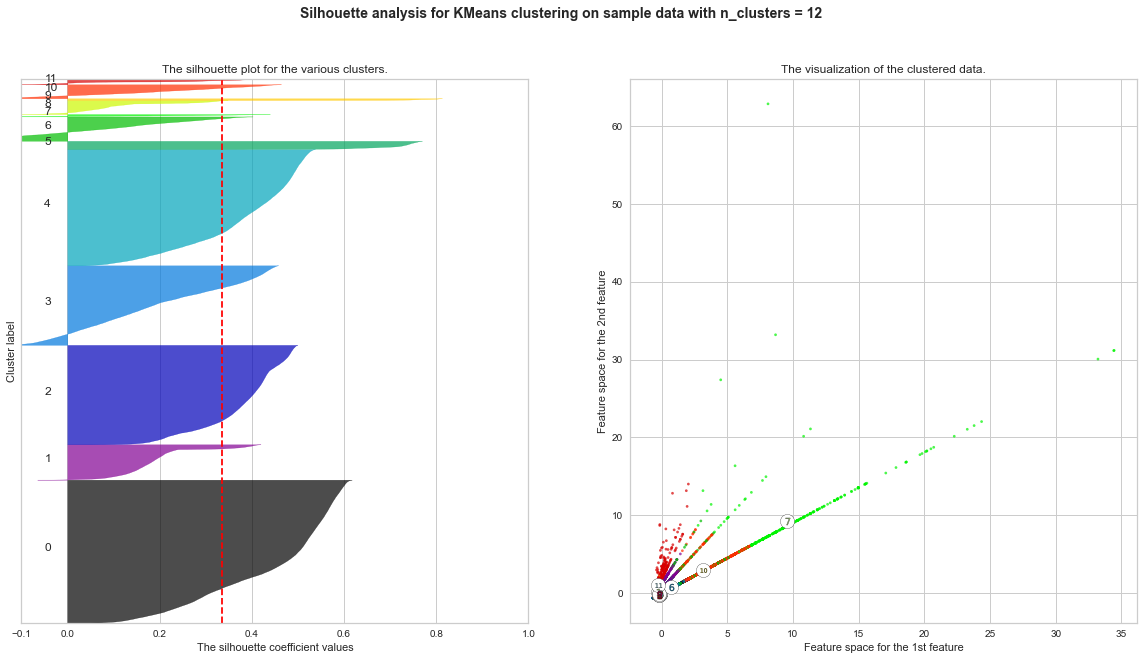 Silhouette analysis for KMeans clustering on sample data with n_clusters = 12
The silhouette plot for the various clusters.
11
10
9
8
7
6
5
4
3
2
1
0
Cluster label
−0.1 0.0 0.2 0.4 0.6 0.8 1.0
The silhouette coefficient values
The visualization of the clustered data.
60
50
40
30
20
10
0
Feature space for the 2nd feature
7
10
11
6
0 5 10 15 20 25 30 35
Feature space for the 1st feature